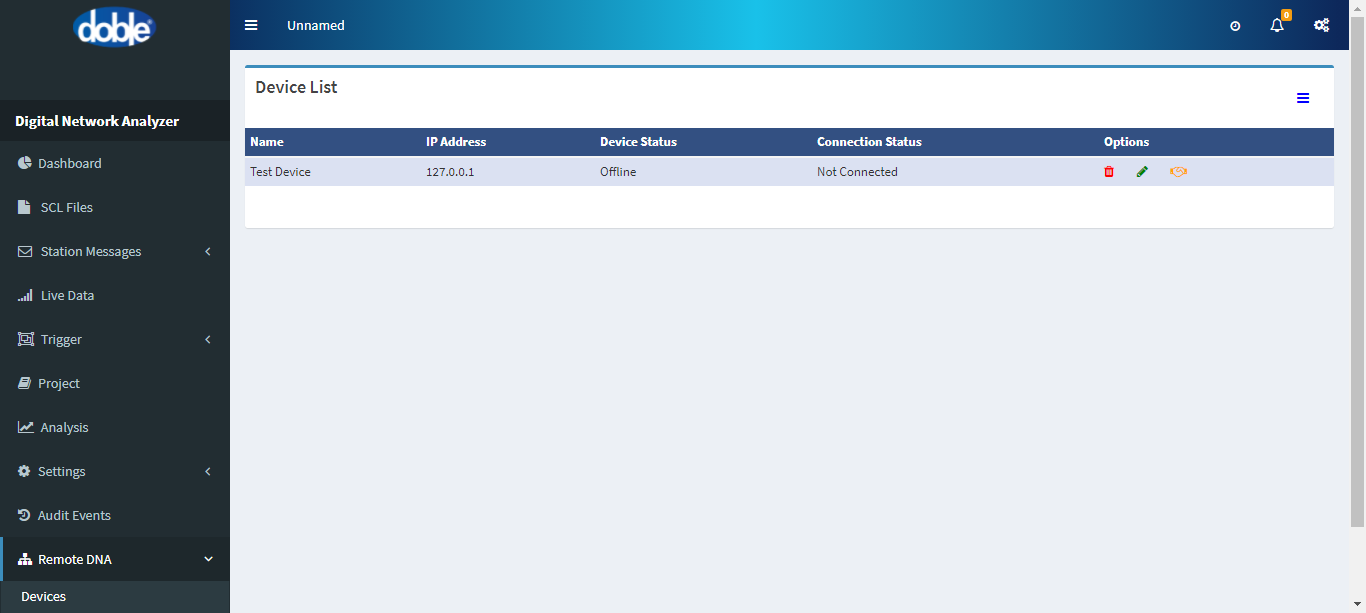 doble
Unnamed
0
Digital Network Analyzer
Dashboard
SCL Files
Station Messages
Live Data
Trigger
Project
Analysis
Settings
Audit Events
Remote DNA
Devices
Device List
Name IP Address Device Status Connection Status Options
Test Device 127.0.0.1 Offline Not Connected